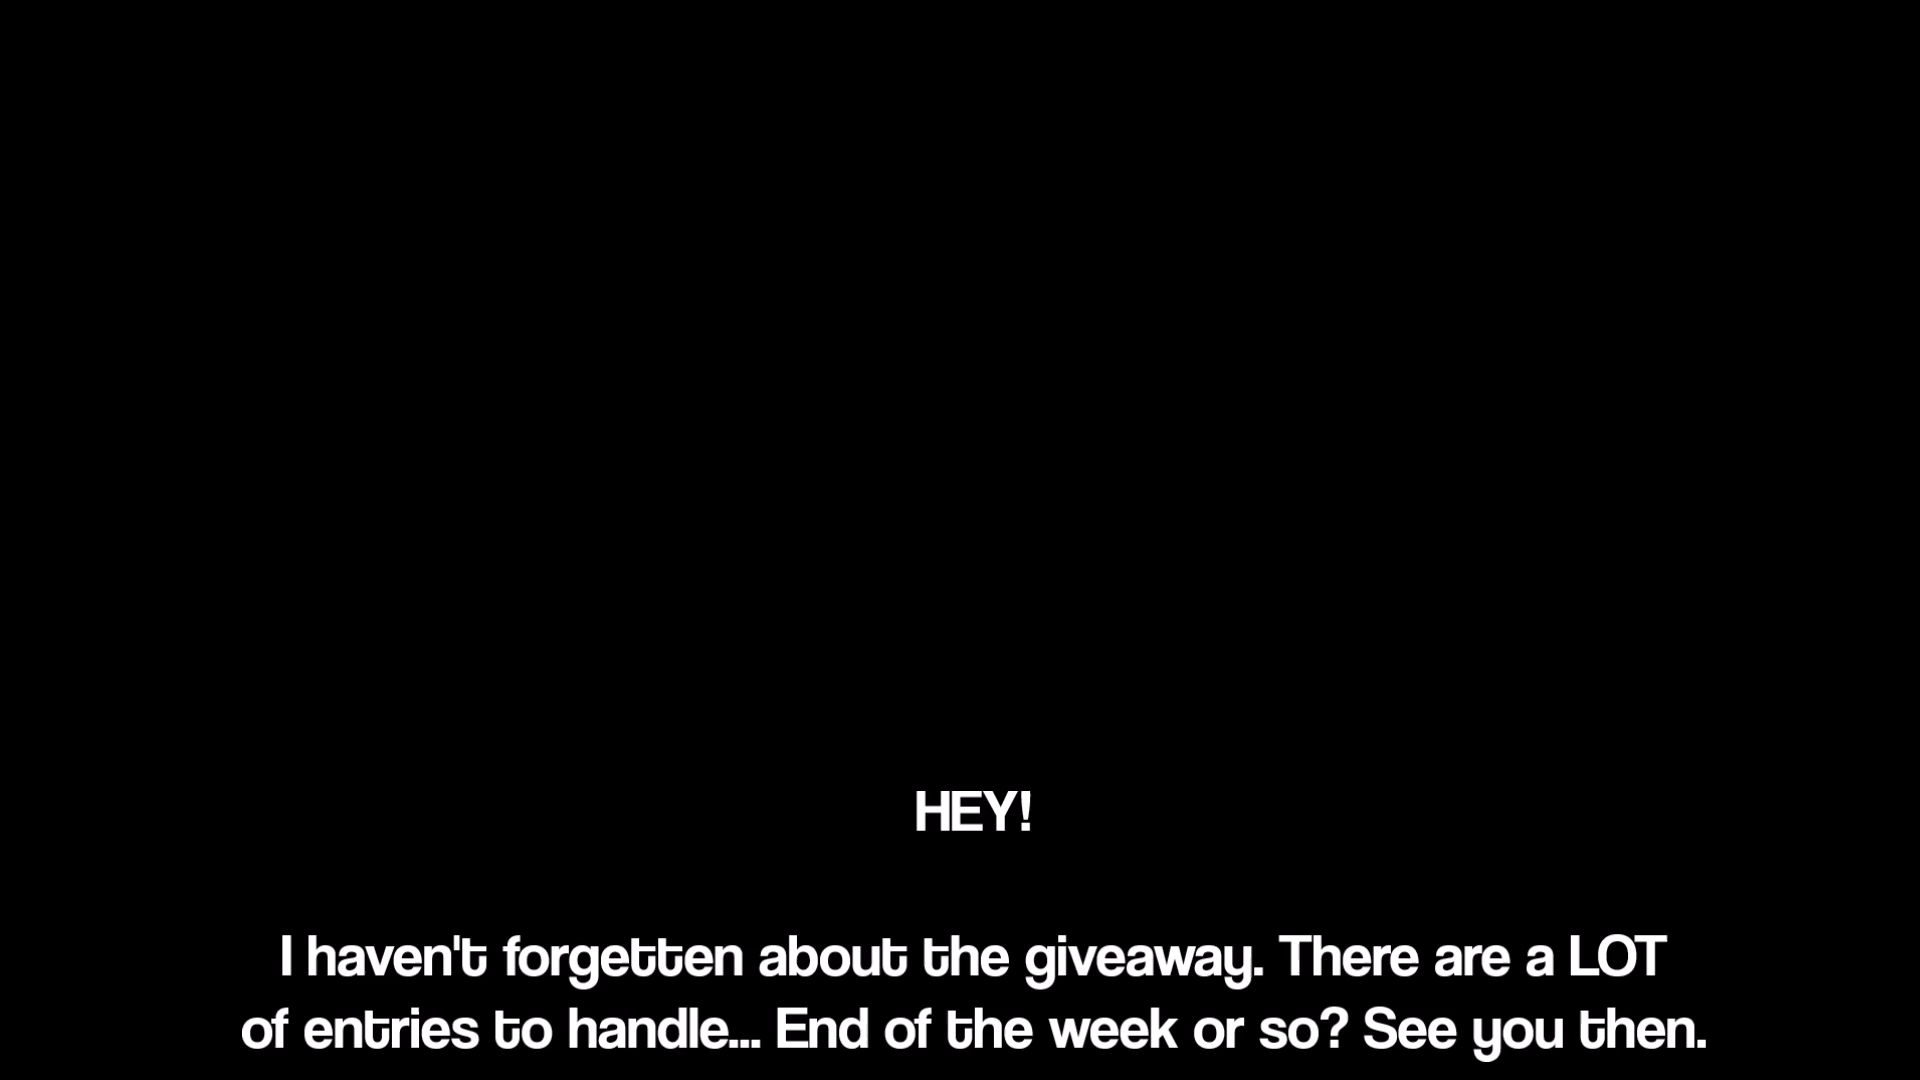 HEY!
I haven't forgetten about the giveaway. There are a LOT
of entries to handle... End of the week or so? See you then.